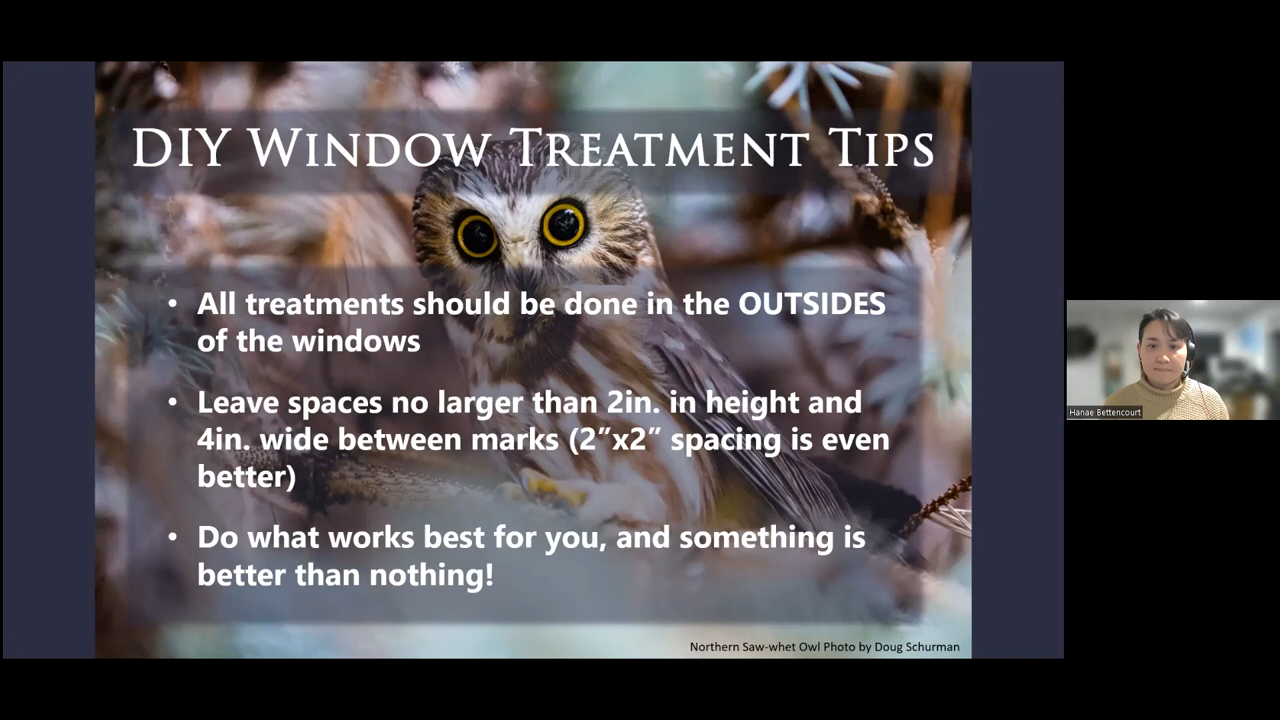 DIY WINDOW TREATMENT TIPS
• All treatments should be done in the OUTSIDES
of the windows
• Leave spaces no larger than 2in. in height and
4in. wide between marks (2”x2” spacing is even
better)
• Do what works best for you, and something is
better than nothing!
Northern Saw-whet Owl Photo by Doug Schurman
Hanae Bettencourt